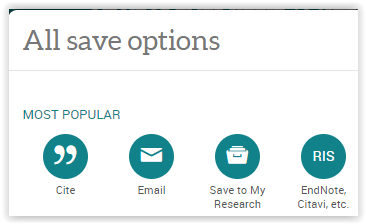 All save options
MOST POPULAR
RIS
Cite
Email
Save to My
Research
EndNote,
Citavi, etc.